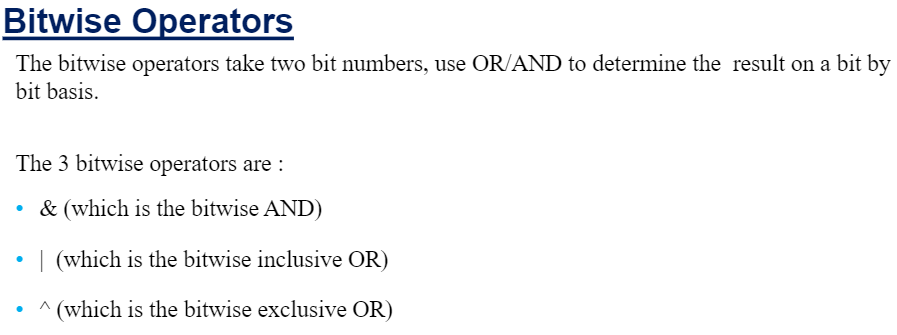 Bitwise Operators
The bitwise operators take two bit numbers, use OR/AND to determine the result on a bit by
bit basis.
The 3 bitwise operators are :
• & (which is the bitwise AND)
• | (which is the bitwise inclusive OR)
• ^ (which is the bitwise exclusive OR)